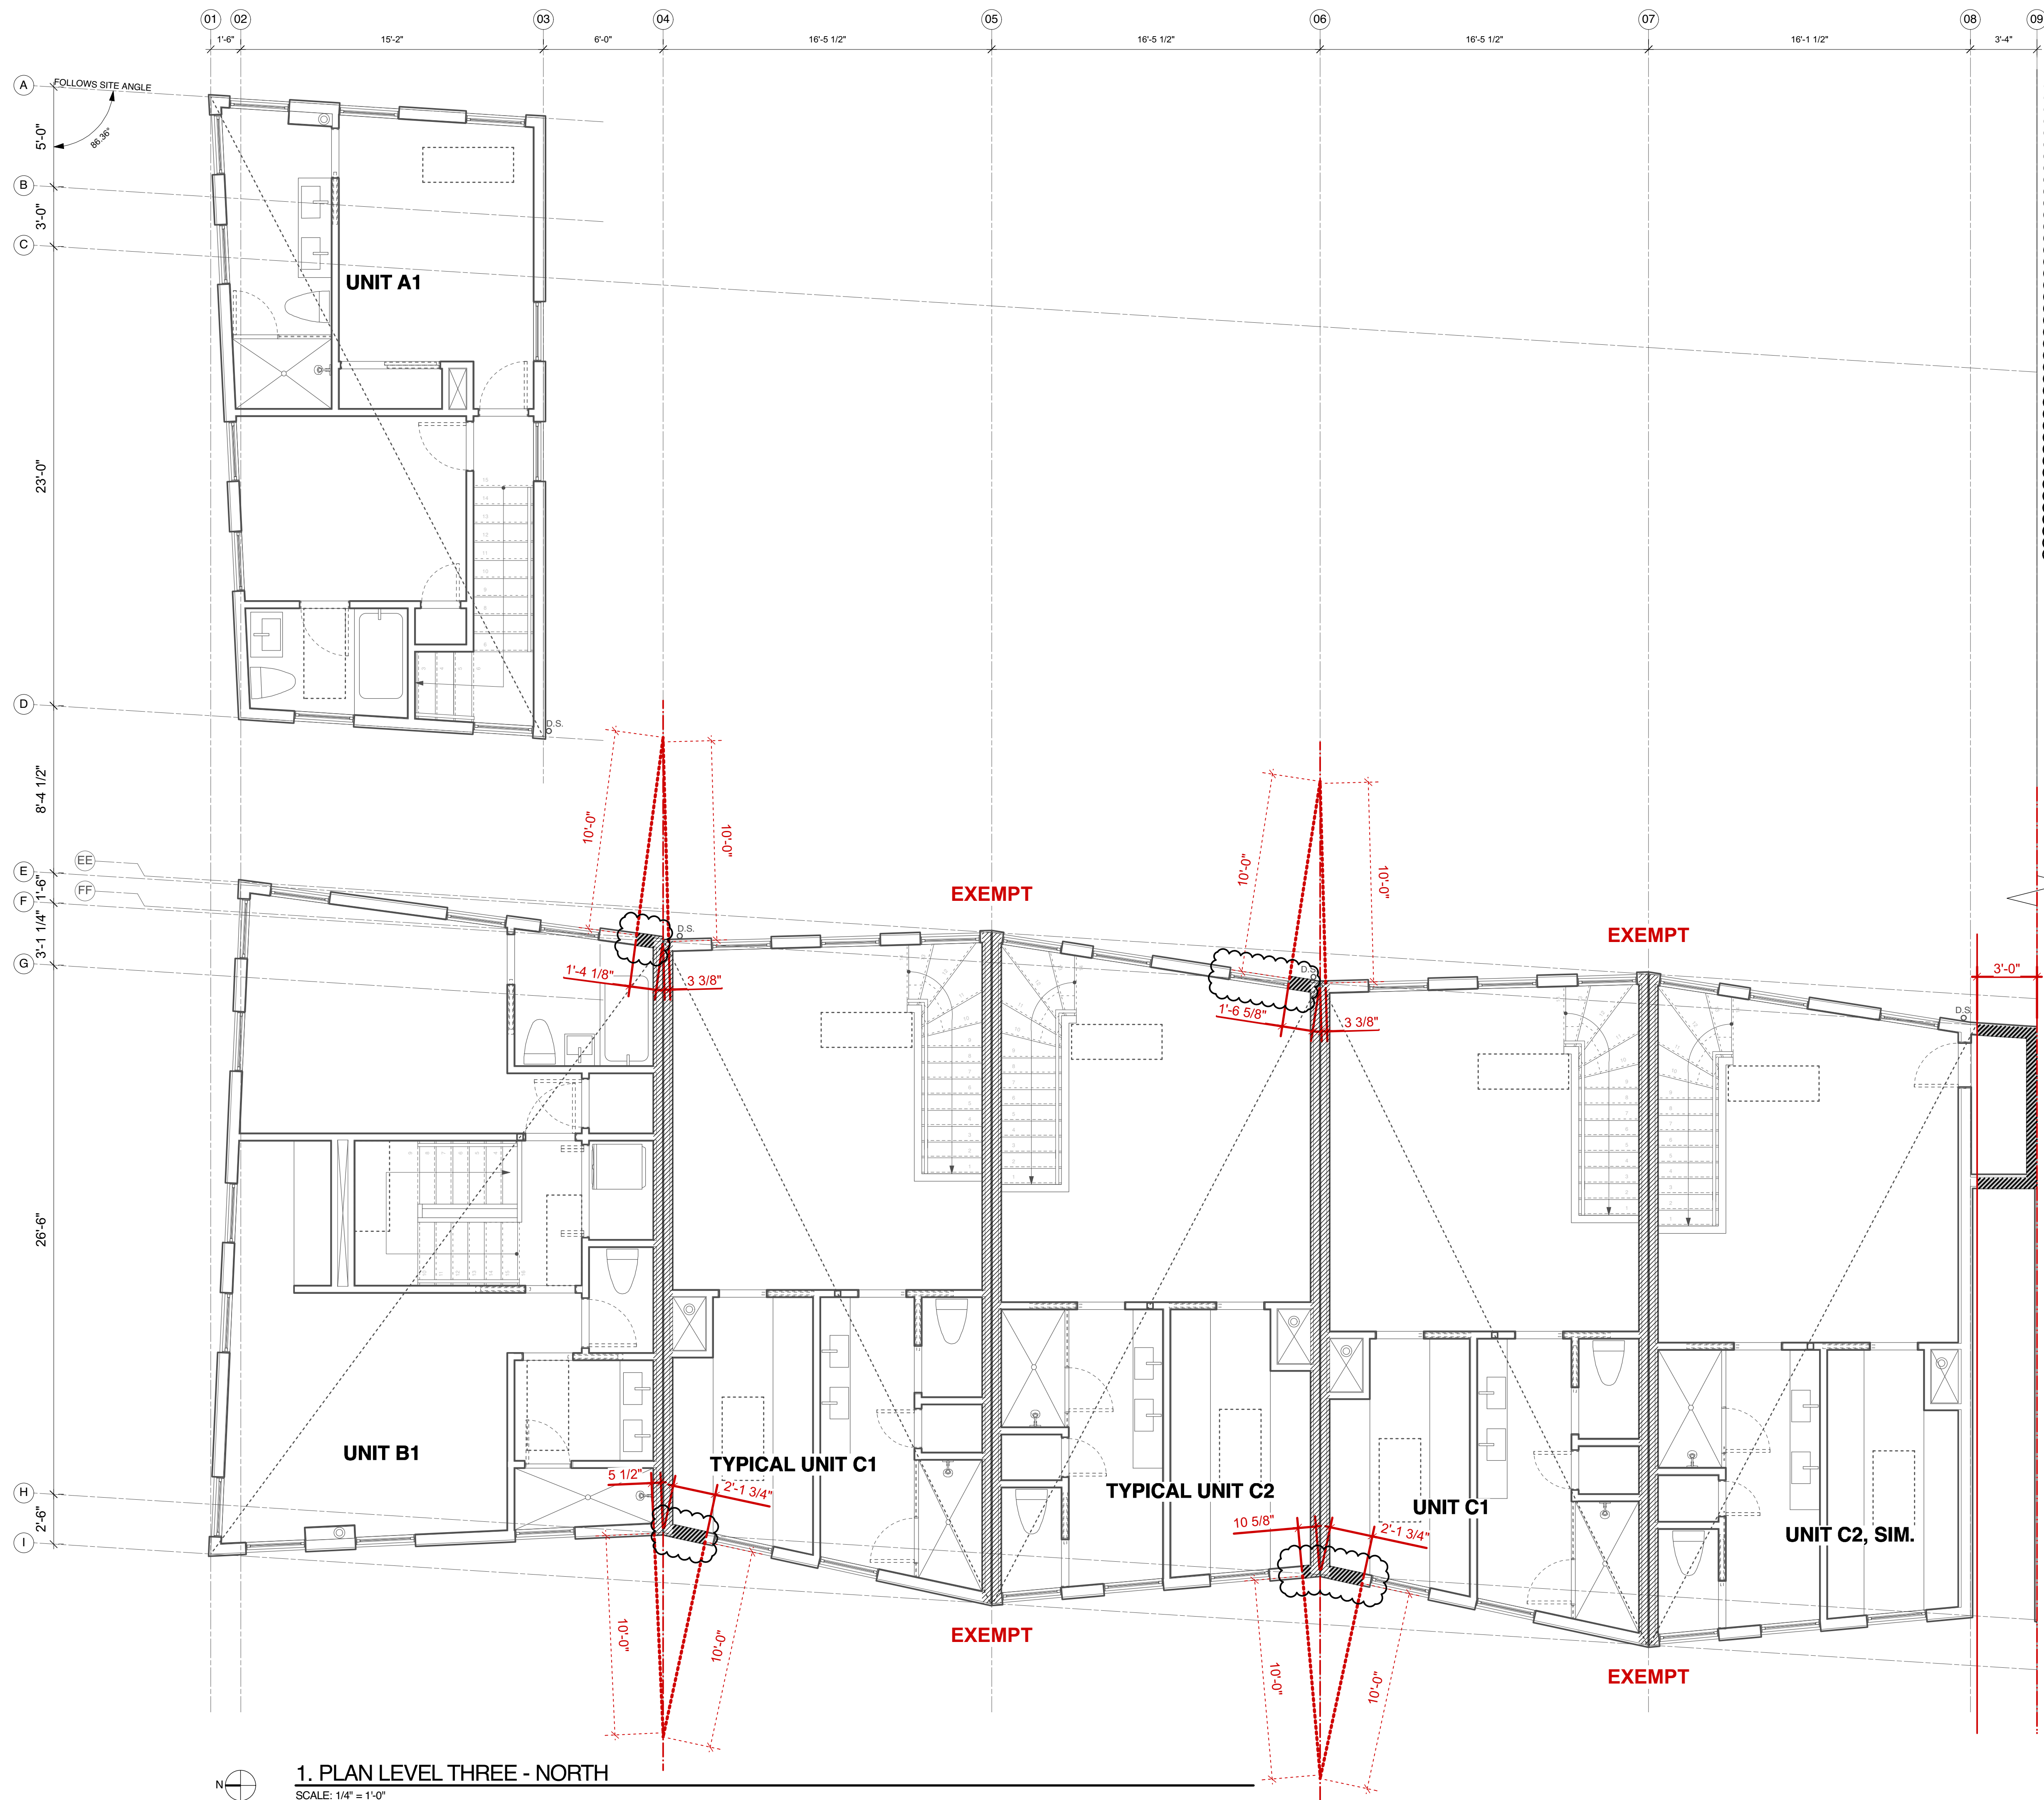 01 02 03 04 05 06 07 08 09
1'-6" 15'-2" 6'-0" 16'-5 1/2" 16'-5 1/2" 16'-5 1/2" 16'-1 1/2" 3'-4"
A
FOLLOWS SITE ANGLE
86.36°
5'-0"
B
3'-0"
C
UNIT A1
23'-0"
D
D.S.
8'-4 1/2"
10'-0" 10'-0" 10'-0" 10'-0"
EE
E
1'-6"
FF
F
3'-1 1/4"
G
EXEMPT
EXEMPT
D.S.
D.S.
D.S.
3'-0"
1'-4 1/8" 3 3/8"
1'-6 5/8" 3 3/8"
26'-6"
UNIT B1
TYPICAL UNIT C1
TYPICAL UNIT C2
UNIT C1
UNIT C2, SIM.
H
2'-6"
I
5 1/2" 2'-1 3/4"
10 5/8" 2'-1 3/4"
10'-0" 10'-0" 10'-0" 10'-0"
EXEMPT
EXEMPT
N
1. PLAN LEVEL THREE - NORTH
SCALE: 1/4" = 1'-0"